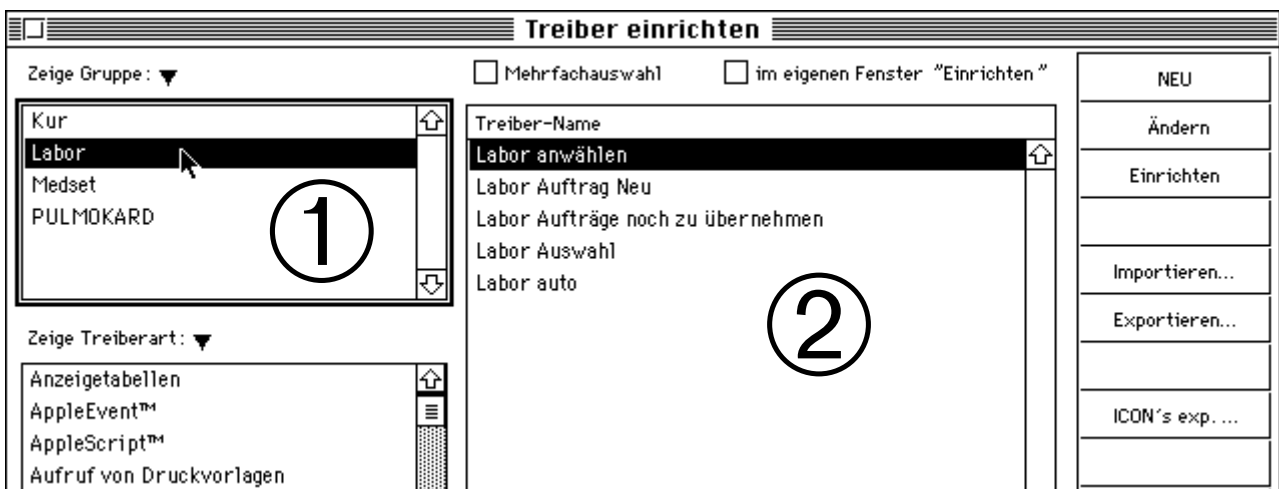 Treiber einrichten
Zeige Gruppe: ▼
Kur
Labor
Medset
PULMOKARD
①
Zeige Treiberart: ▼
Anzeigetabellen
AppleEvent™
AppleScript™
Aufruf von Druckvorlagen
Mehrfachauswahl
im eigenen Fenster "Einrichten"
Treiber-Name
Labor anwählen
Labor Auftrag Neu
Labor Aufträge noch zu übernehmen
Labor Auswahl
Labor auto
②
NEU
Ändern
Einrichten
Importieren...
Exportieren...
ICON's exp. ...